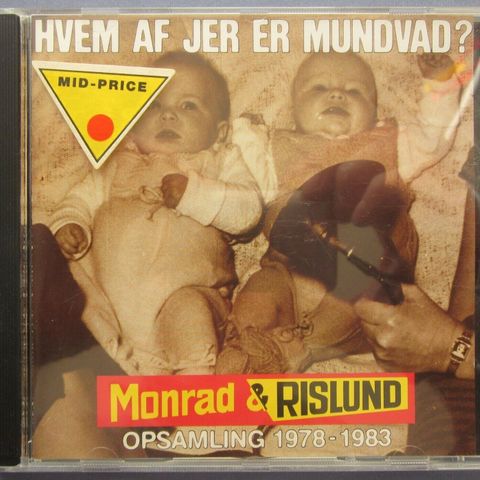 HVEM AF JER ER MUNDVAD?
MID-PRICE
Monrad & RISLUND
OPSAMLING 1978-1983